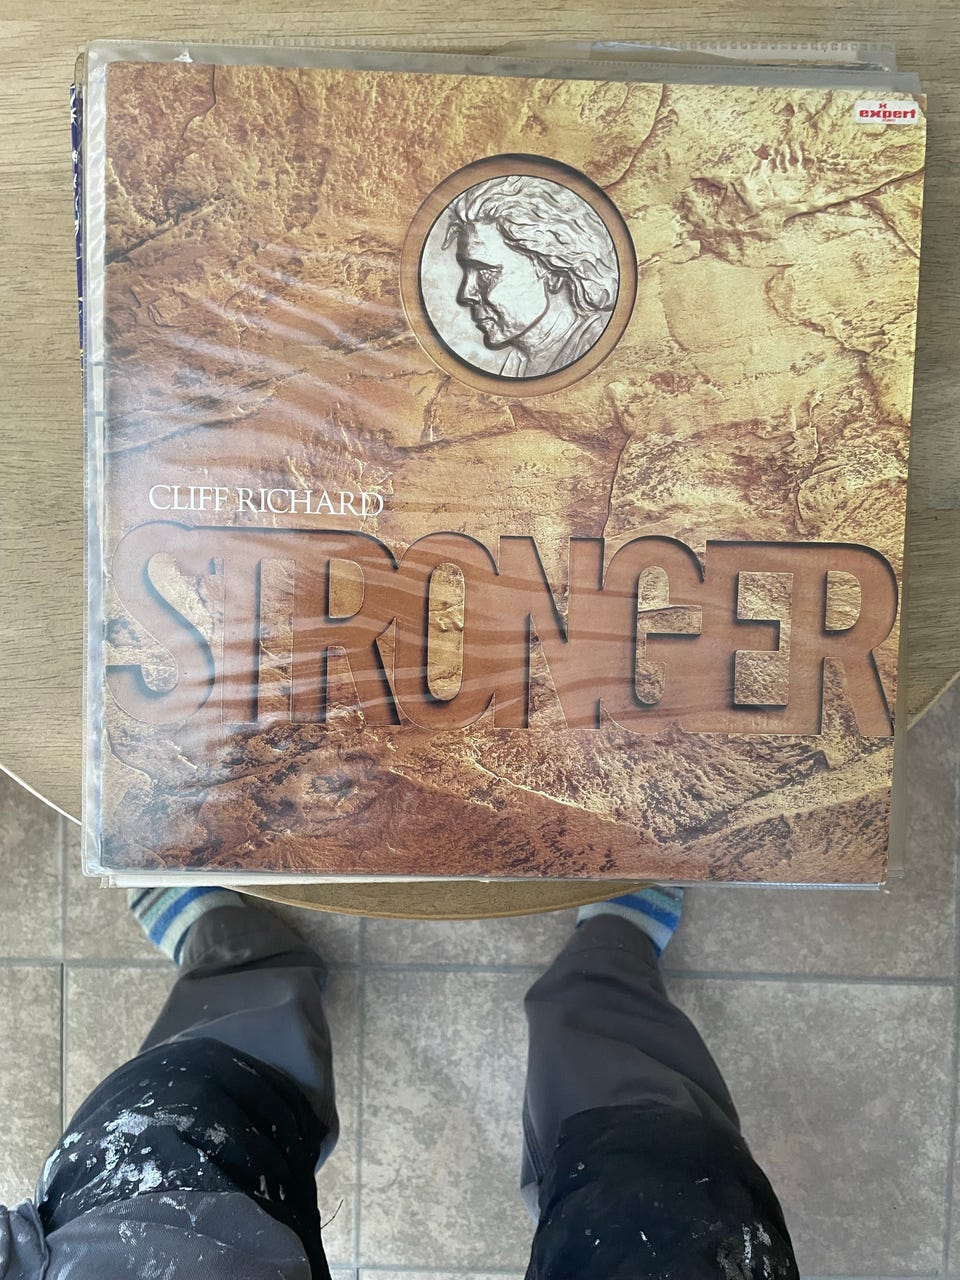 expert
CLIFF RICHARD
STRONGER